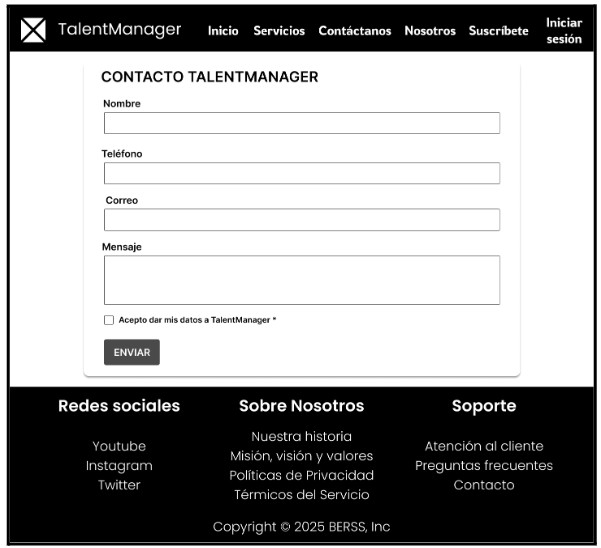 TalentManager Inicio Servicios Contáctanos Nosotros Suscríbete Iniciar sesión
CONTACTO TALENTMANAGER
Nombre
Teléfono
Correo
Mensaje
Acepto dar mis datos a TalentManager *
ENVIAR
Redes sociales
Youtube
Instagram
Twitter
Sobre Nosotros
Nuestra historia
Misión, visión y valores
Políticas de Privacidad
Térmicos del Servicio
Soporte
Atención al cliente
Preguntas frecuentes
Contacto
Copyright © 2025 BERSS, Inc